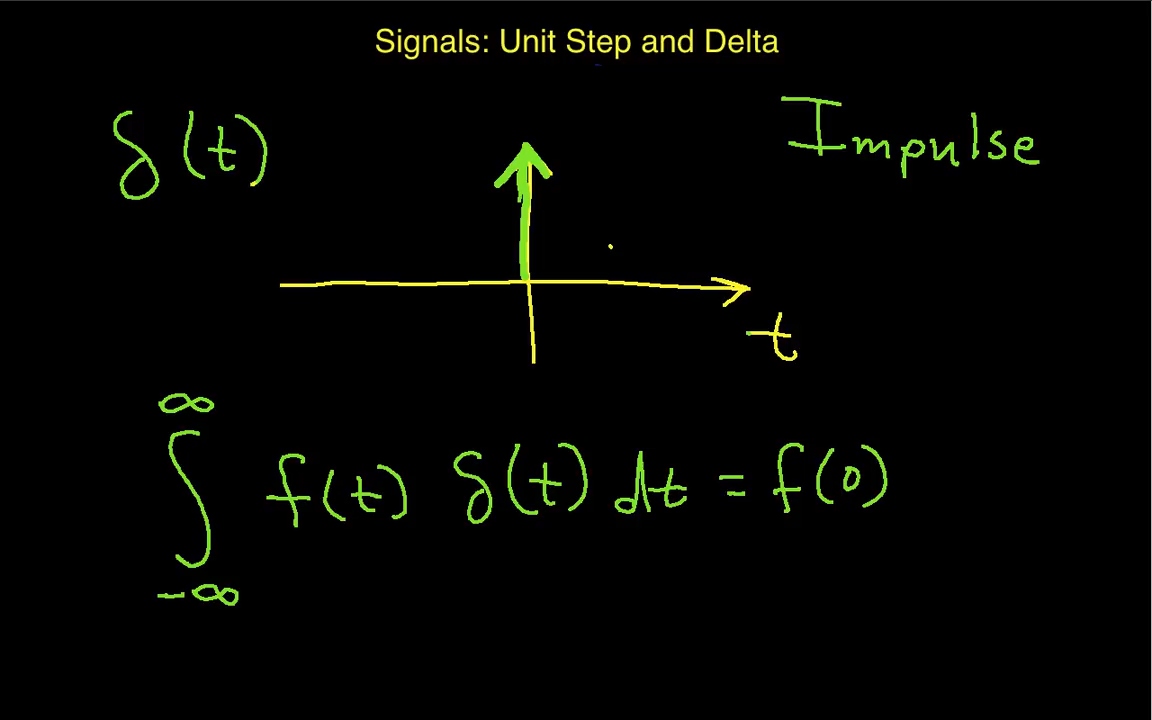 Signals: Unit Step and Delta
δ(t)
Impulse
t
∞
∫ f(t) δ(t) dt = f(0)
-∞